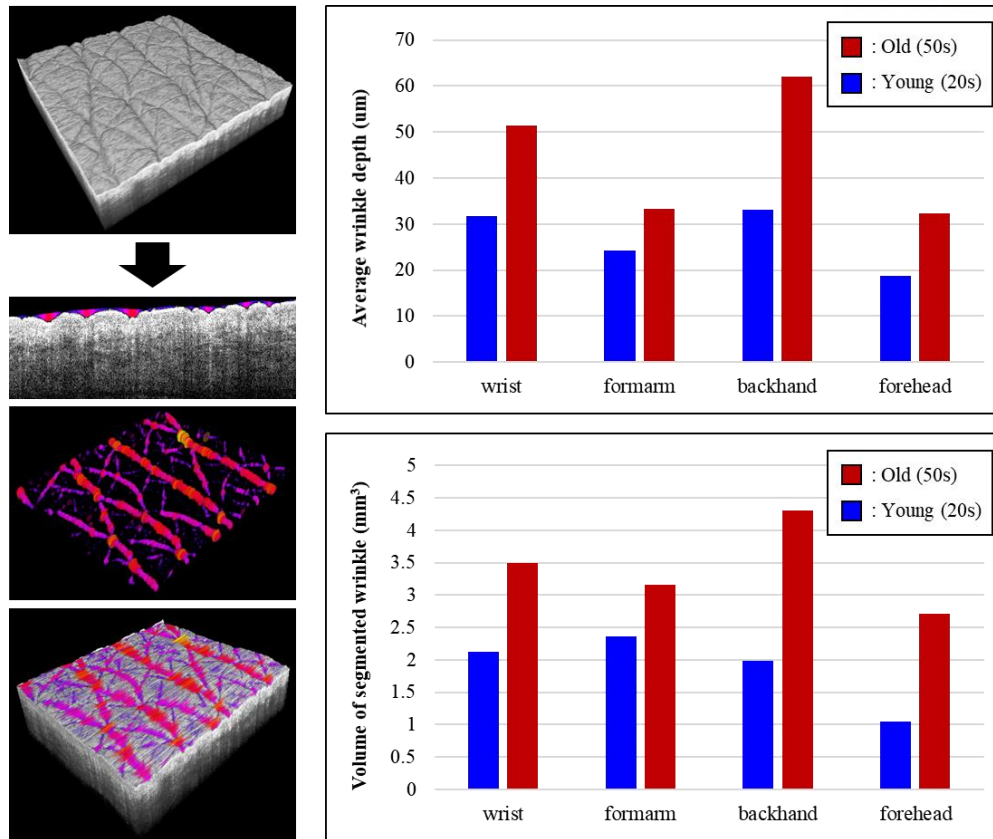 70
60
50
40
30
20
10
0
Average wrinkle depth (um)
: Old (50s)
: Young (20s)
wrist formarm backhand forehead
5
4.5
4
3.5
3
2.5
2
1.5
1
0.5
0
Volume of segmented wrinkle (mm³)
: Old (50s)
: Young (20s)
wrist formarm backhand forehead